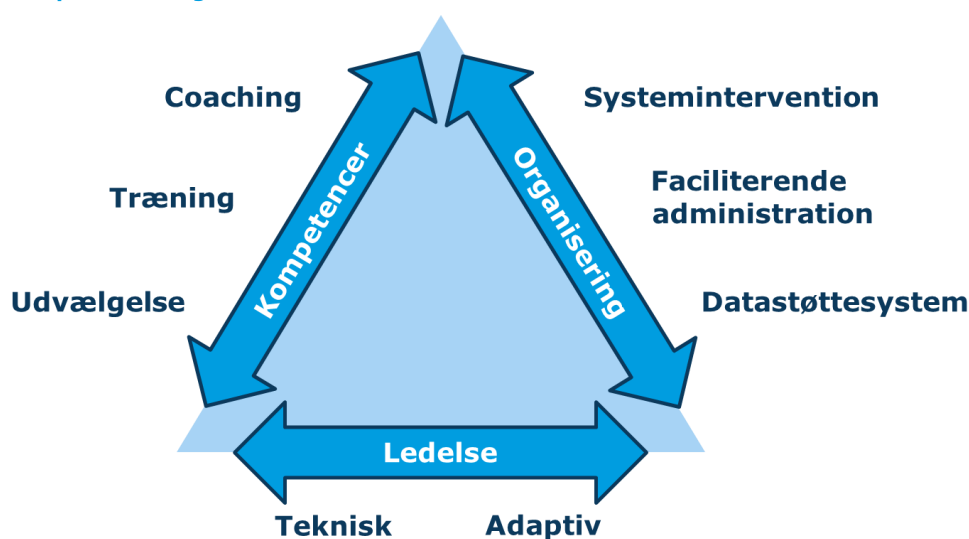 Coaching
Træning
Udvælgelse
Kompetencer
Organisering
Systemintervention
Faciliterende
administration
Datastøttesystem
Ledelse
Teknisk
Adaptiv